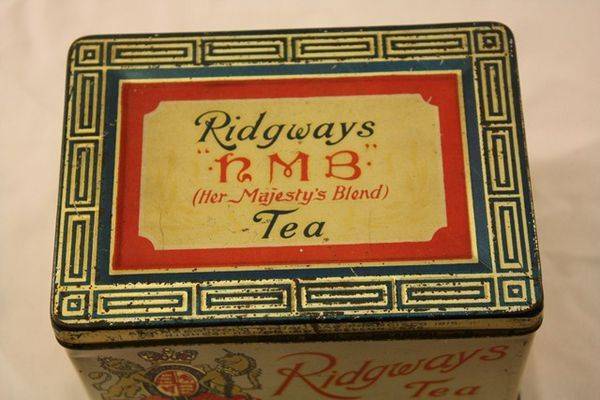 Ridgways
"HMB"
(Her Majesty's Blend)
Tea
Ridgways
Tea